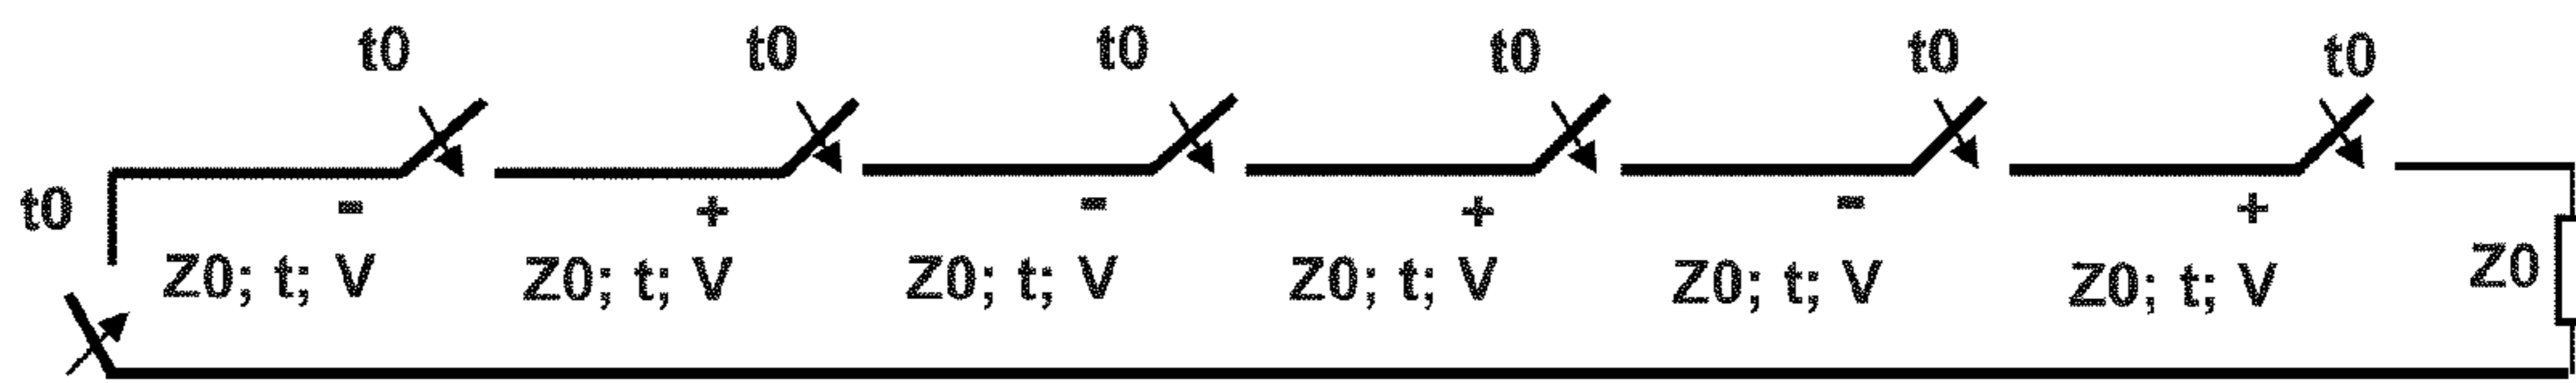 t0 t0 t0 t0 t0 t0
t0 - + - + - +
Z0; t; V Z0; t; V Z0; t; V Z0; t; V Z0; t; V Z0; t; V Z0